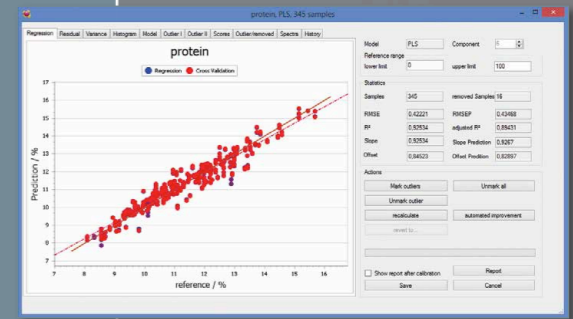 protein, PLS, 345 samples
Regression Residual Variance Histogram Model Outlier I Outlier II Scores Outlier/removed Spectra History
protein
Regression Cross Validation
Prediction / %
17
16
15
14
13
12
11
10
9
8
7
7 8 9 10 11 12 13 14 15 16 17
reference / %
Model PLS Component
Reference range
lower limit 0 upper limit 100
Statistics
Samples 345 removed Samples 16
RMSE 0,42221 RMSEP 0,43468
R² 0,92534 adjusted R² 0,89431
Slope 0,92534 Slope Prediction 0,9267
Offset 0,84523 Offset Predition 0,82897
Actions
Mark outliers Unmark all
Unmark outlier
recalculate automated improvement
revert to...
Show report after calibration Report
Save Cancel